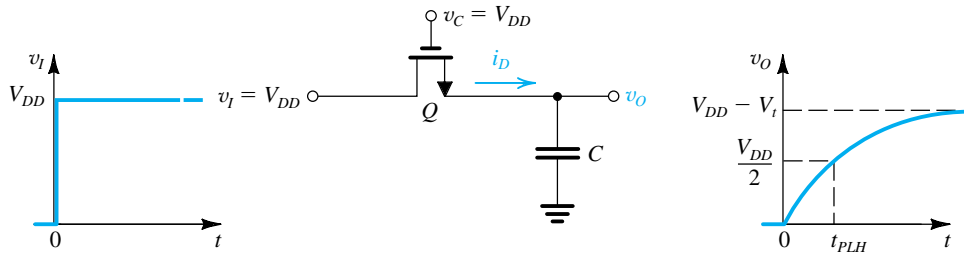 v_I
V_DD
0
t
v_C = V_DD
i_D
v_I = V_DD
Q
v_O
C
v_O
V_DD − V_t
V_DD/2
0
t_PLH
t